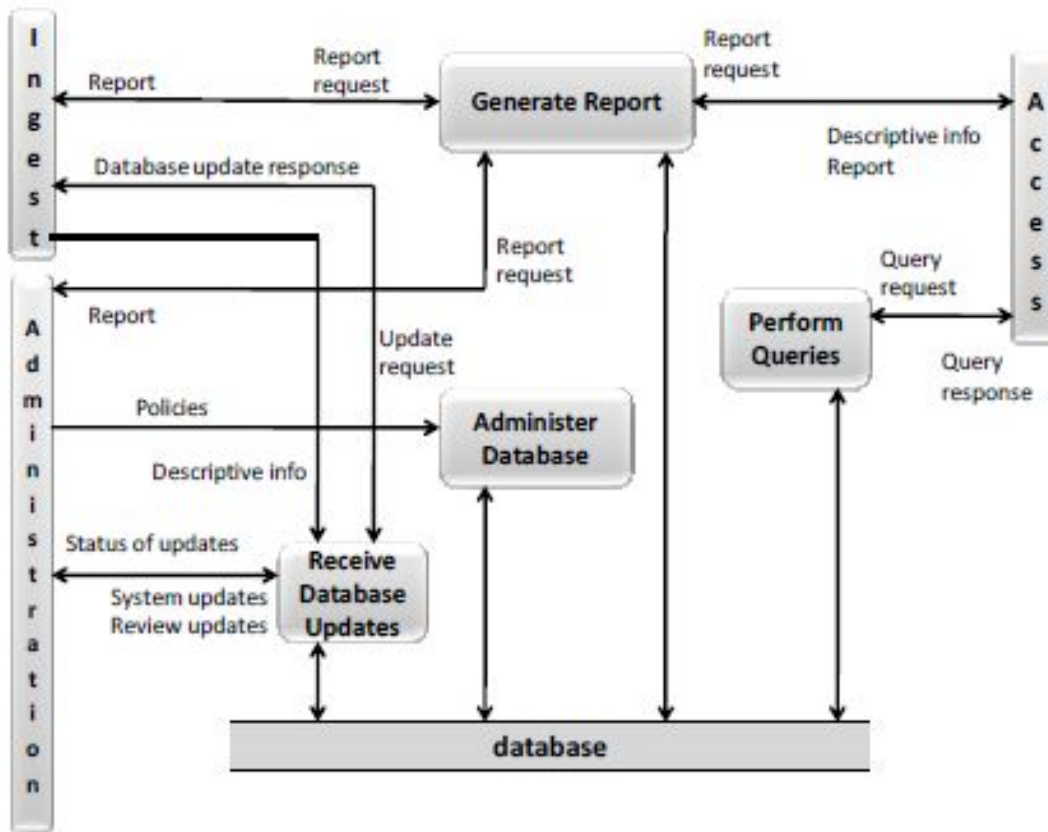 Ingest
Report
Report
request
Generate Report
Report
request
Access
Descriptive info
Report
Database update response
Report
request
Administration
Report
Update
request
Query
request
Perform
Queries
Query
response
Policies
Administer
Database
Descriptive info
Status of updates
System updates
Review updates
Receive
Database
Updates
database